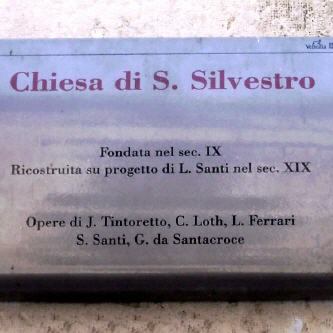 Chiesa di S. Silvestro
Fondata nel sec. IX
Ricostruita su progetto di L. Santi nel sec. XIX
Opere di J. Tintoretto, C. Loth, L. Ferrari
S. Santi, G. da Santacroce